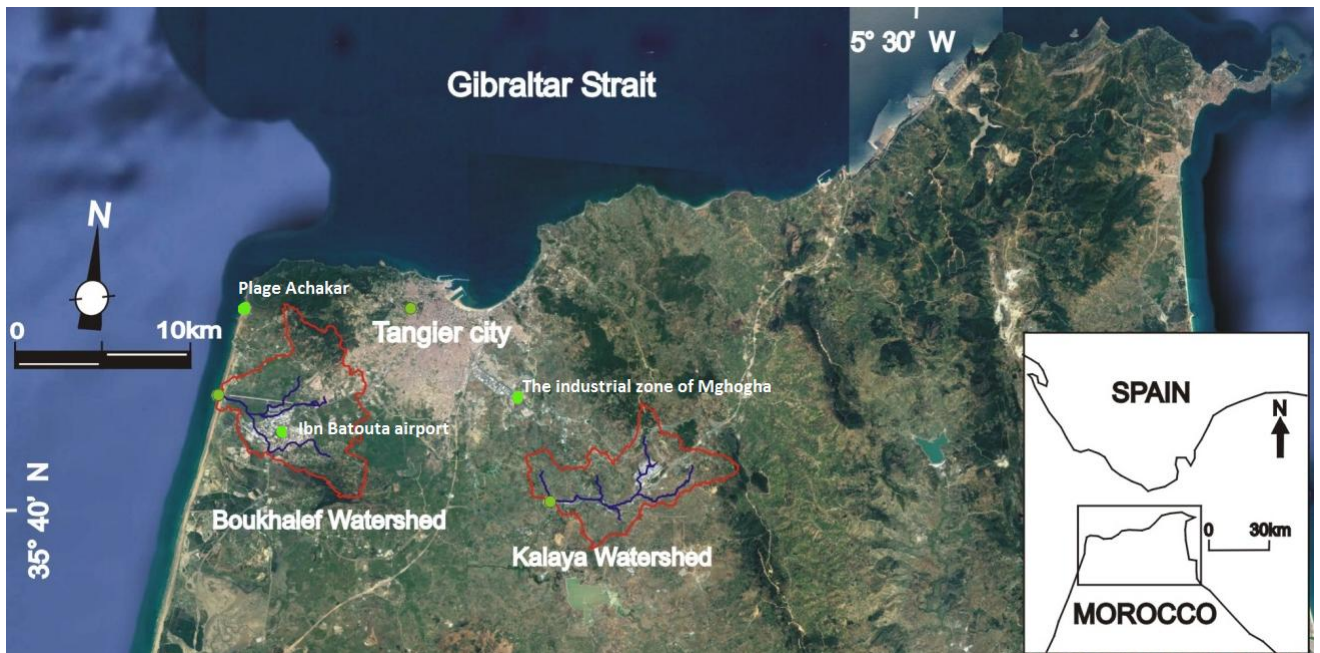 5° 30' W
Gibraltar Strait
N
Plage Achakar
0 10km
Tangier city
The industrial zone of Mghogha
Ibn Batouta airport
35° 40' N
Boukhalef Watershed
Kalaya Watershed
SPAIN
N
0 30km
MOROCCO